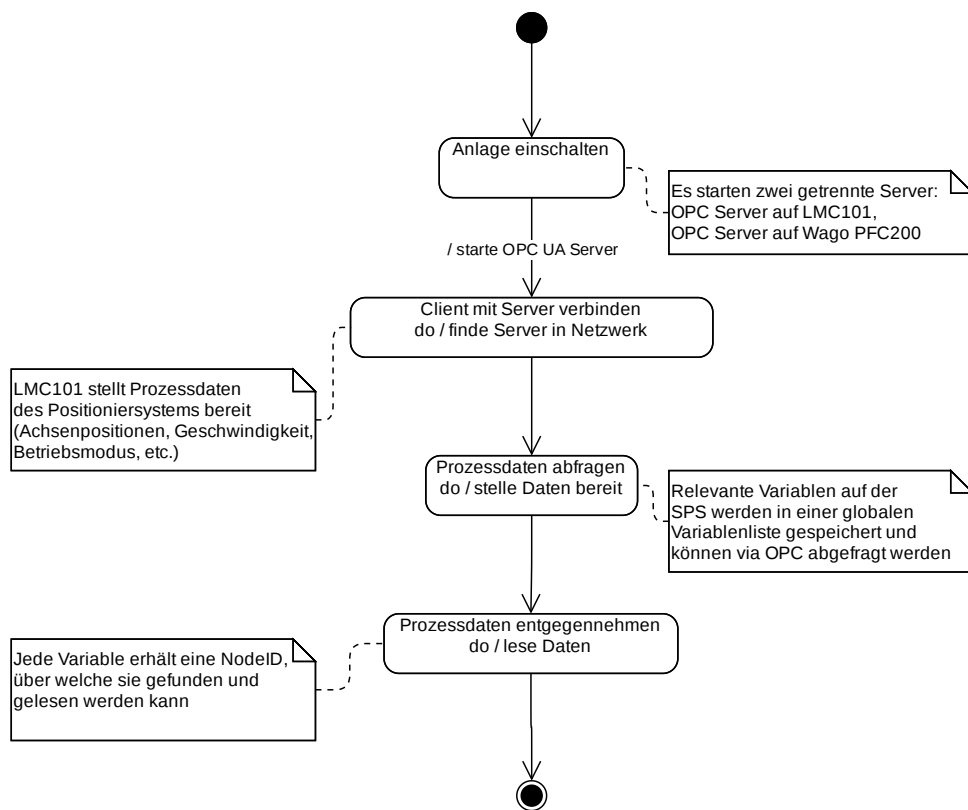 Anlage einschalten
Es starten zwei getrennte Server:
OPC Server auf LMC101,
OPC Server auf Wago PFC200
/ starte OPC UA Server
Client mit Server verbinden
do / finde Server in Netzwerk
LMC101 stellt Prozessdaten
des Positioniersystems bereit
(Achsenpositionen, Geschwindigkeit,
Betriebsmodus, etc.)
Prozessdaten abfragen
do / stelle Daten bereit
Relevante Variablen auf der
SPS werden in einer globalen
Variablenliste gespeichert und
können via OPC abgefragt werden
Prozessdaten entgegennehmen
do / lese Daten
Jede Variable erhält eine NodeID,
über welche sie gefunden und
gelesen werden kann